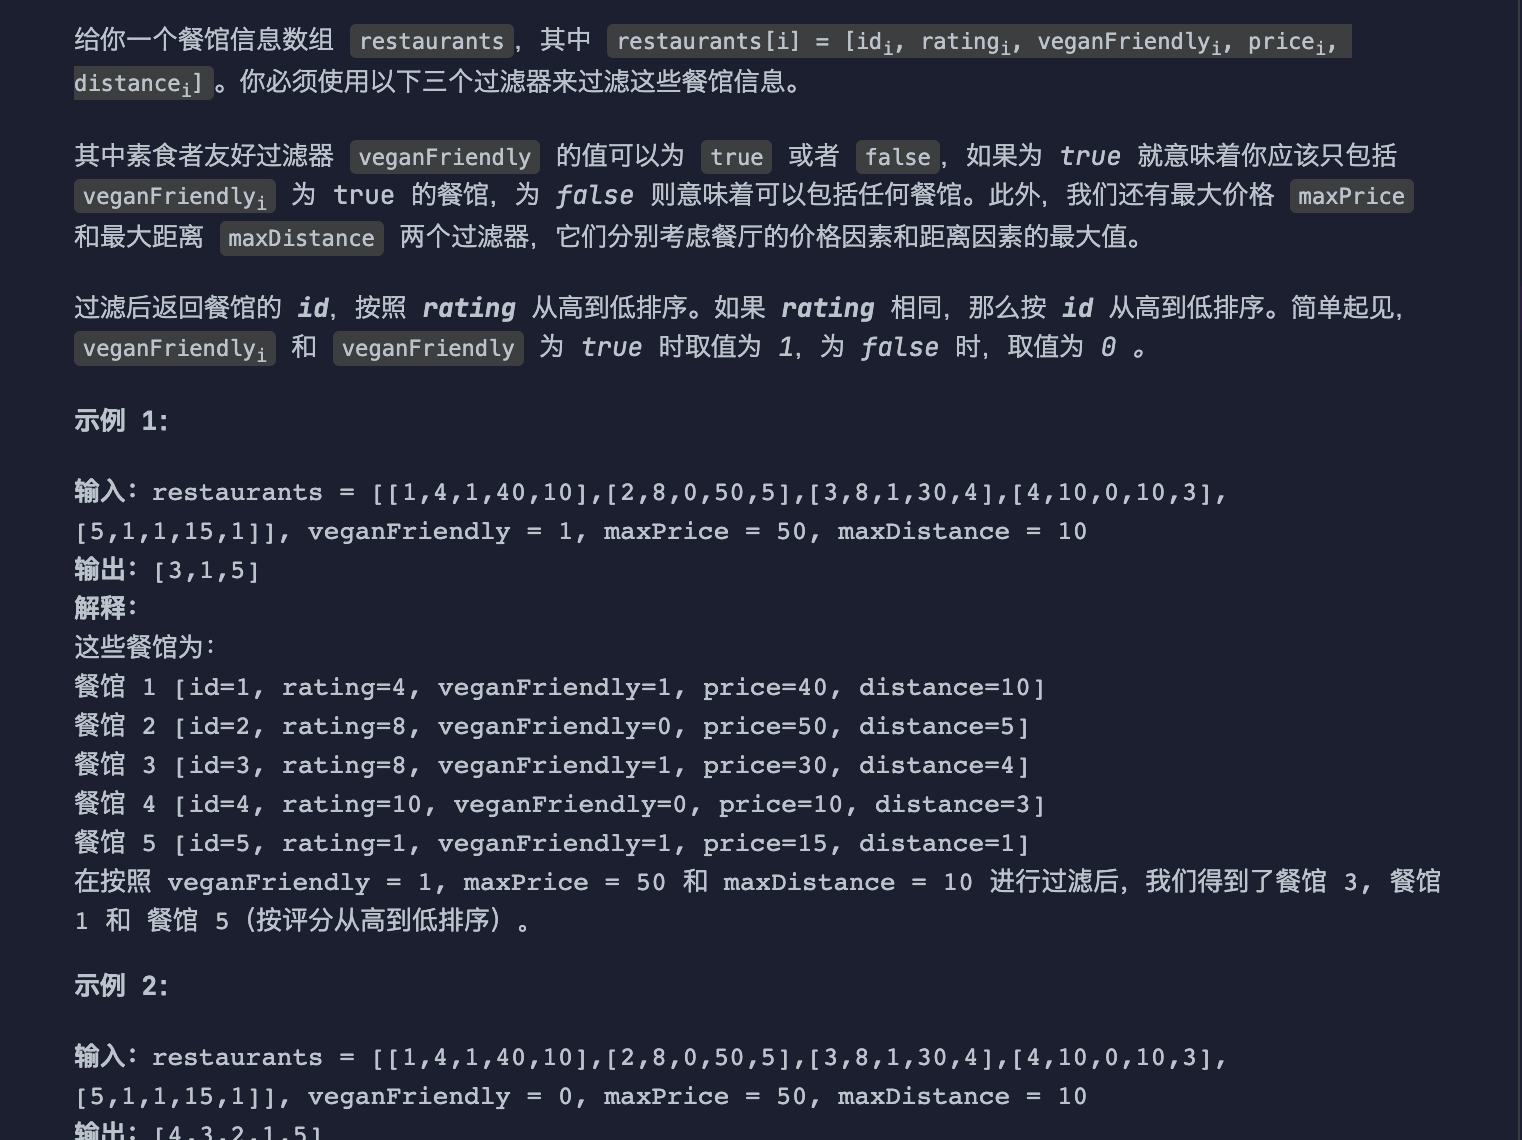 给你一个餐馆信息数组 restaurants，其中 restaurants[i] = [idi, ratingi, veganFriendlyi, pricei,
distancei]。你必须使用以下三个过滤器来过滤这些餐馆信息。
其中素食者友好过滤器 veganFriendly 的值可以为 true 或者 false，如果为 true 就意味着你应该只包括
veganFriendlyi 为 true 的餐馆，为 false 则意味着可以包括任何餐馆。此外，我们还有最大价格 maxPrice
和最大距离 maxDistance 两个过滤器，它们分别考虑餐厅的价格因素和距离因素的最大值。
过滤后返回餐馆的 id，按照 rating 从高到低排序。如果 rating 相同，那么按 id 从高到低排序。简单起见，
veganFriendlyi 和 veganFriendly 为 true 时取值为 1，为 false 时，取值为 0 。
示例 1：
输入：restaurants = [[1,4,1,40,10],[2,8,0,50,5],[3,8,1,30,4],[4,10,0,10,3],
[5,1,1,15,1]], veganFriendly = 1, maxPrice = 50, maxDistance = 10
输出：[3,1,5]
解释：
这些餐馆为：
餐馆 1 [id=1, rating=4, veganFriendly=1, price=40, distance=10]
餐馆 2 [id=2, rating=8, veganFriendly=0, price=50, distance=5]
餐馆 3 [id=3, rating=8, veganFriendly=1, price=30, distance=4]
餐馆 4 [id=4, rating=10, veganFriendly=0, price=10, distance=3]
餐馆 5 [id=5, rating=1, veganFriendly=1, price=15, distance=1]
在按照 veganFriendly = 1, maxPrice = 50 和 maxDistance = 10 进行过滤后，我们得到了餐馆 3, 餐馆
1 和 餐馆 5（按评分从高到低排序）。
示例 2：
输入：restaurants = [[1,4,1,40,10],[2,8,0,50,5],[3,8,1,30,4],[4,10,0,10,3],
[5,1,1,15,1]], veganFriendly = 0, maxPrice = 50, maxDistance = 10
输出：[4,3,2,1,5]